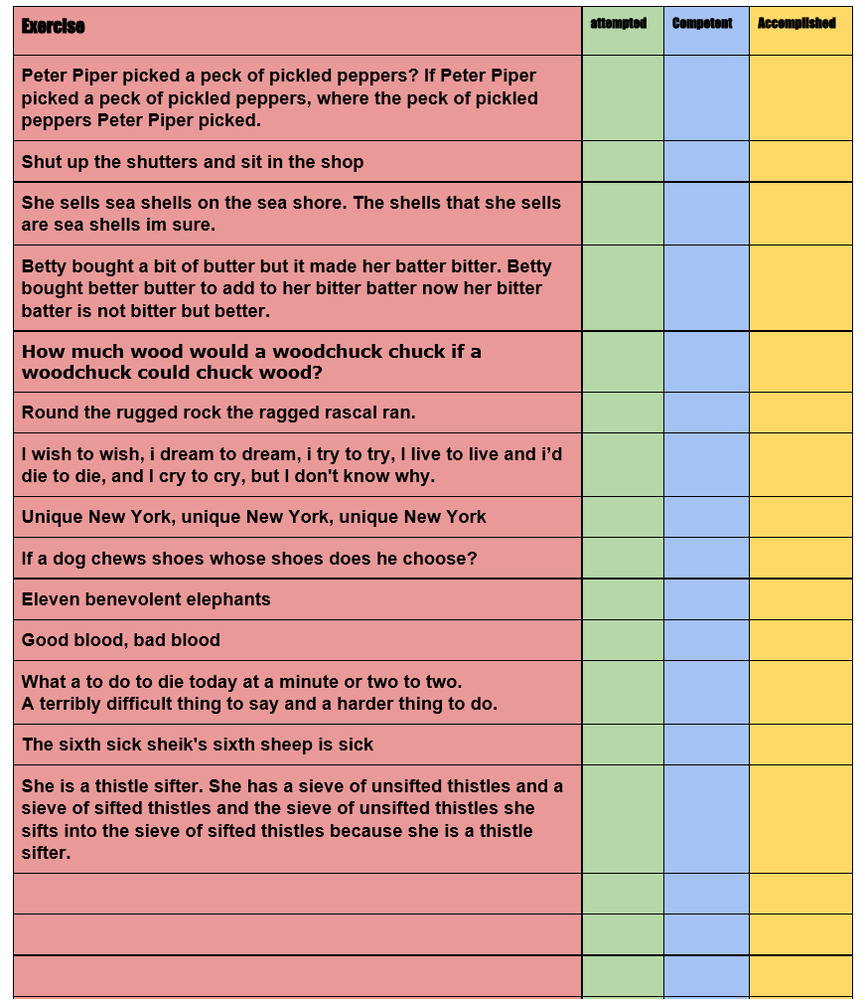 Exercise
attempted
Competent
Accomplished
Peter Piper picked a peck of pickled peppers? If Peter Piper
picked a peck of pickled peppers, where the peck of pickled
peppers Peter Piper picked.
Shut up the shutters and sit in the shop
She sells sea shells on the sea shore. The shells that she sells
are sea shells im sure.
Betty bought a bit of butter but it made her batter bitter. Betty
bought better butter to add to her bitter batter now her bitter
batter is not bitter but better.
How much wood would a woodchuck chuck if a
woodchuck could chuck wood?
Round the rugged rock the ragged rascal ran.
I wish to wish, i dream to dream, i try to try, I live to live and i’d
die to die, and I cry to cry, but I don't know why.
Unique New York, unique New York, unique New York
If a dog chews shoes whose shoes does he choose?
Eleven benevolent elephants
Good blood, bad blood
What a to do to die today at a minute or two to two.
A terribly difficult thing to say and a harder thing to do.
The sixth sick sheik's sixth sheep is sick
She is a thistle sifter. She has a sieve of unsifted thistles and a
sieve of sifted thistles and the sieve of unsifted thistles she
sifts into the sieve of sifted thistles because she is a thistle
sifter.